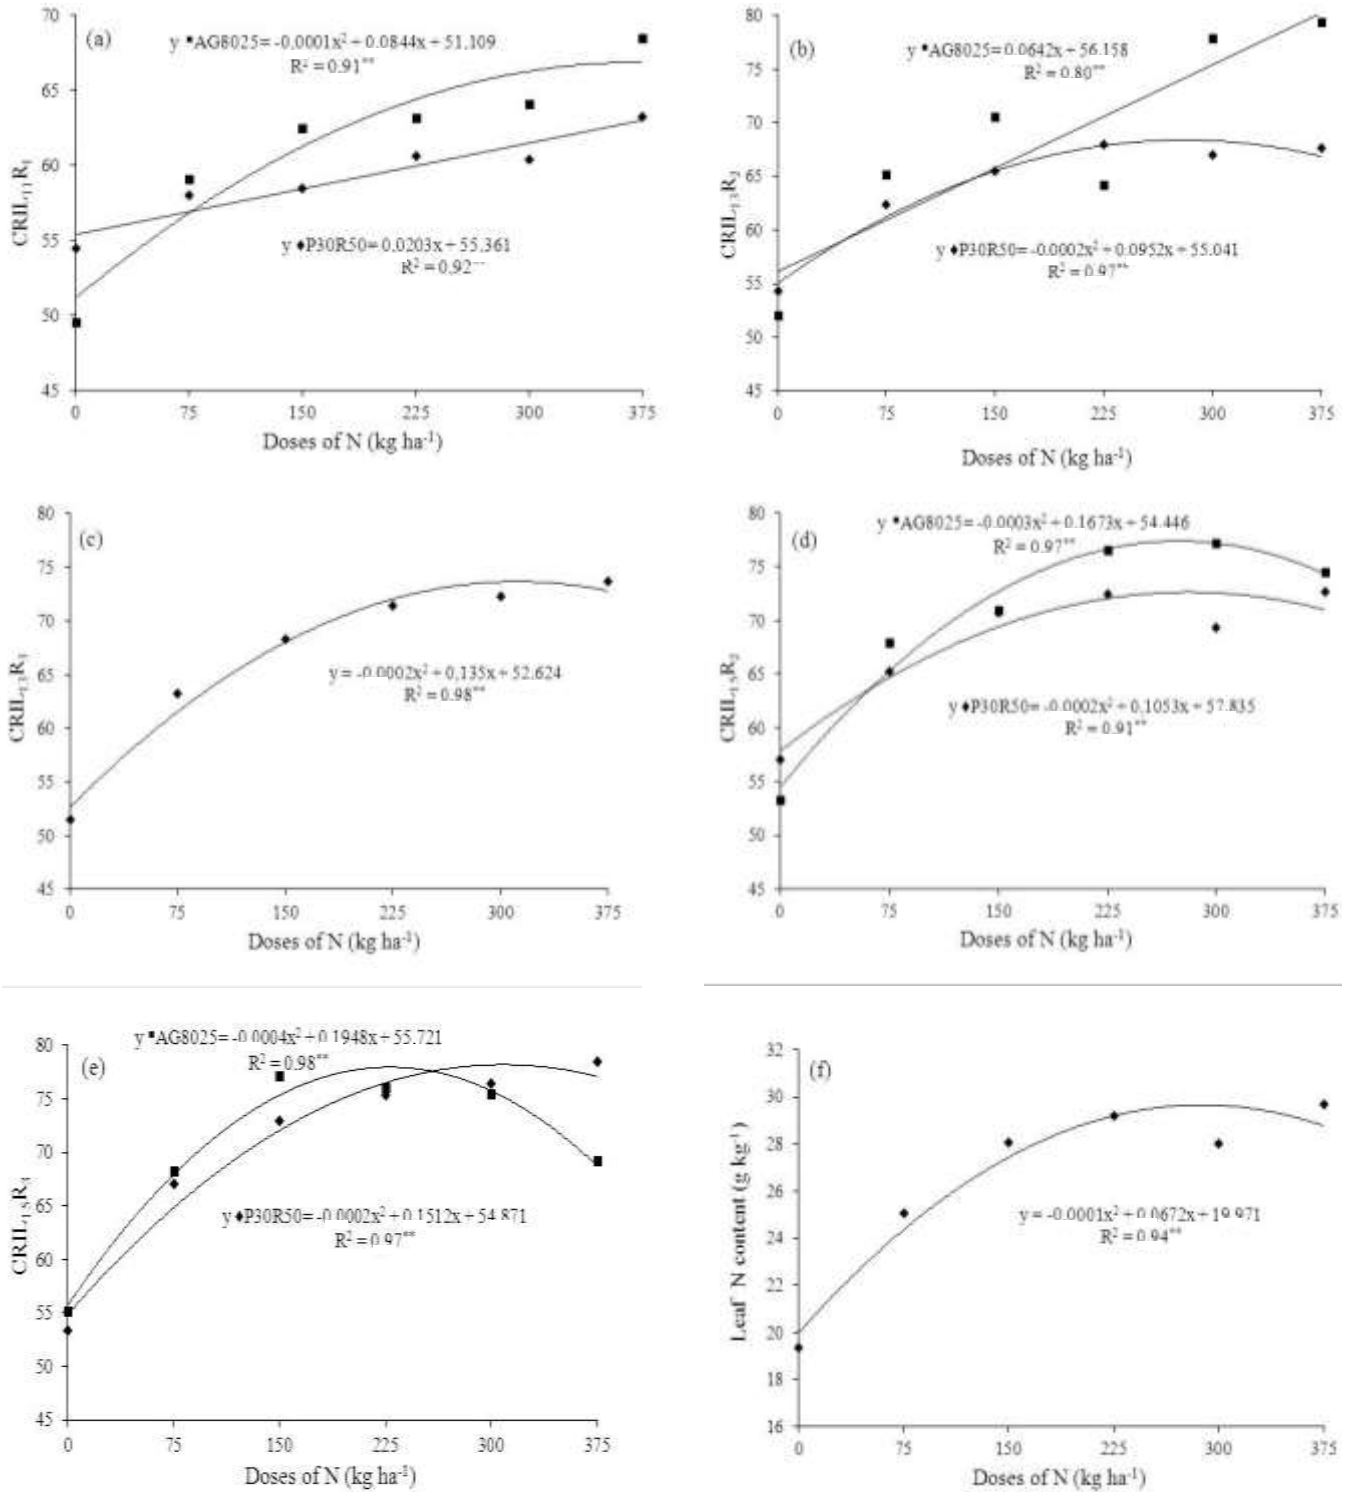 (a)
y ▪AG8025= -0.0001x² + 0.0844x + 51.109
R² = 0.91**
y ♦P30R50= 0.0203x + 55.361
R² = 0.92**
CRIL₁₁R₁
70
65
60
55
50
45
0 75 150 225 300 375
Doses of N (kg ha⁻¹)
(b)
y ▪AG8025= 0.0642x + 56.158
R² = 0.80**
y ♦P30R50= -0.0002x² + 0.0952x + 55.041
R² = 0.97**
CRIL₁₃R₂
80
75
70
65
60
55
50
45
0 75 150 225 300 375
Doses of N (kg ha⁻¹)
(c)
y = -0.0002x² + 0.135x + 52.624
R² = 0.98**
80
75
70
65
60
55
50
45
0 75 150 225 300 375
Doses of N (kg ha⁻¹)
(d)
y ▪AG8025= -0.0003x² + 0.1673x + 54.446
R² = 0.97**
y ♦P30R50= -0.0002x² + 0.1053x + 57.835
R² = 0.91**
CRIL₁₅R₂
80
75
70
65
60
55
50
45
0 75 150 225 300 375
Doses of N (kg ha⁻¹)
(e)
y ▪AG8025= -0.0004x² + 0.1948x + 55.721
R² = 0.98**
y ♦P30R50= -0.0002x² + 0.1512x + 54.871
R² = 0.97**
80
75
70
65
60
55
50
45
0 75 150 225 300 375
Doses of N (kg ha⁻¹)
(f)
y = -0.0001x² + 0.0672x + 19.971
R² = 0.94**
Leaf N content (g kg⁻¹)
32
30
28
26
24
22
20
18
16
0 75 150 225 300 375
Doses of N (kg ha⁻¹)